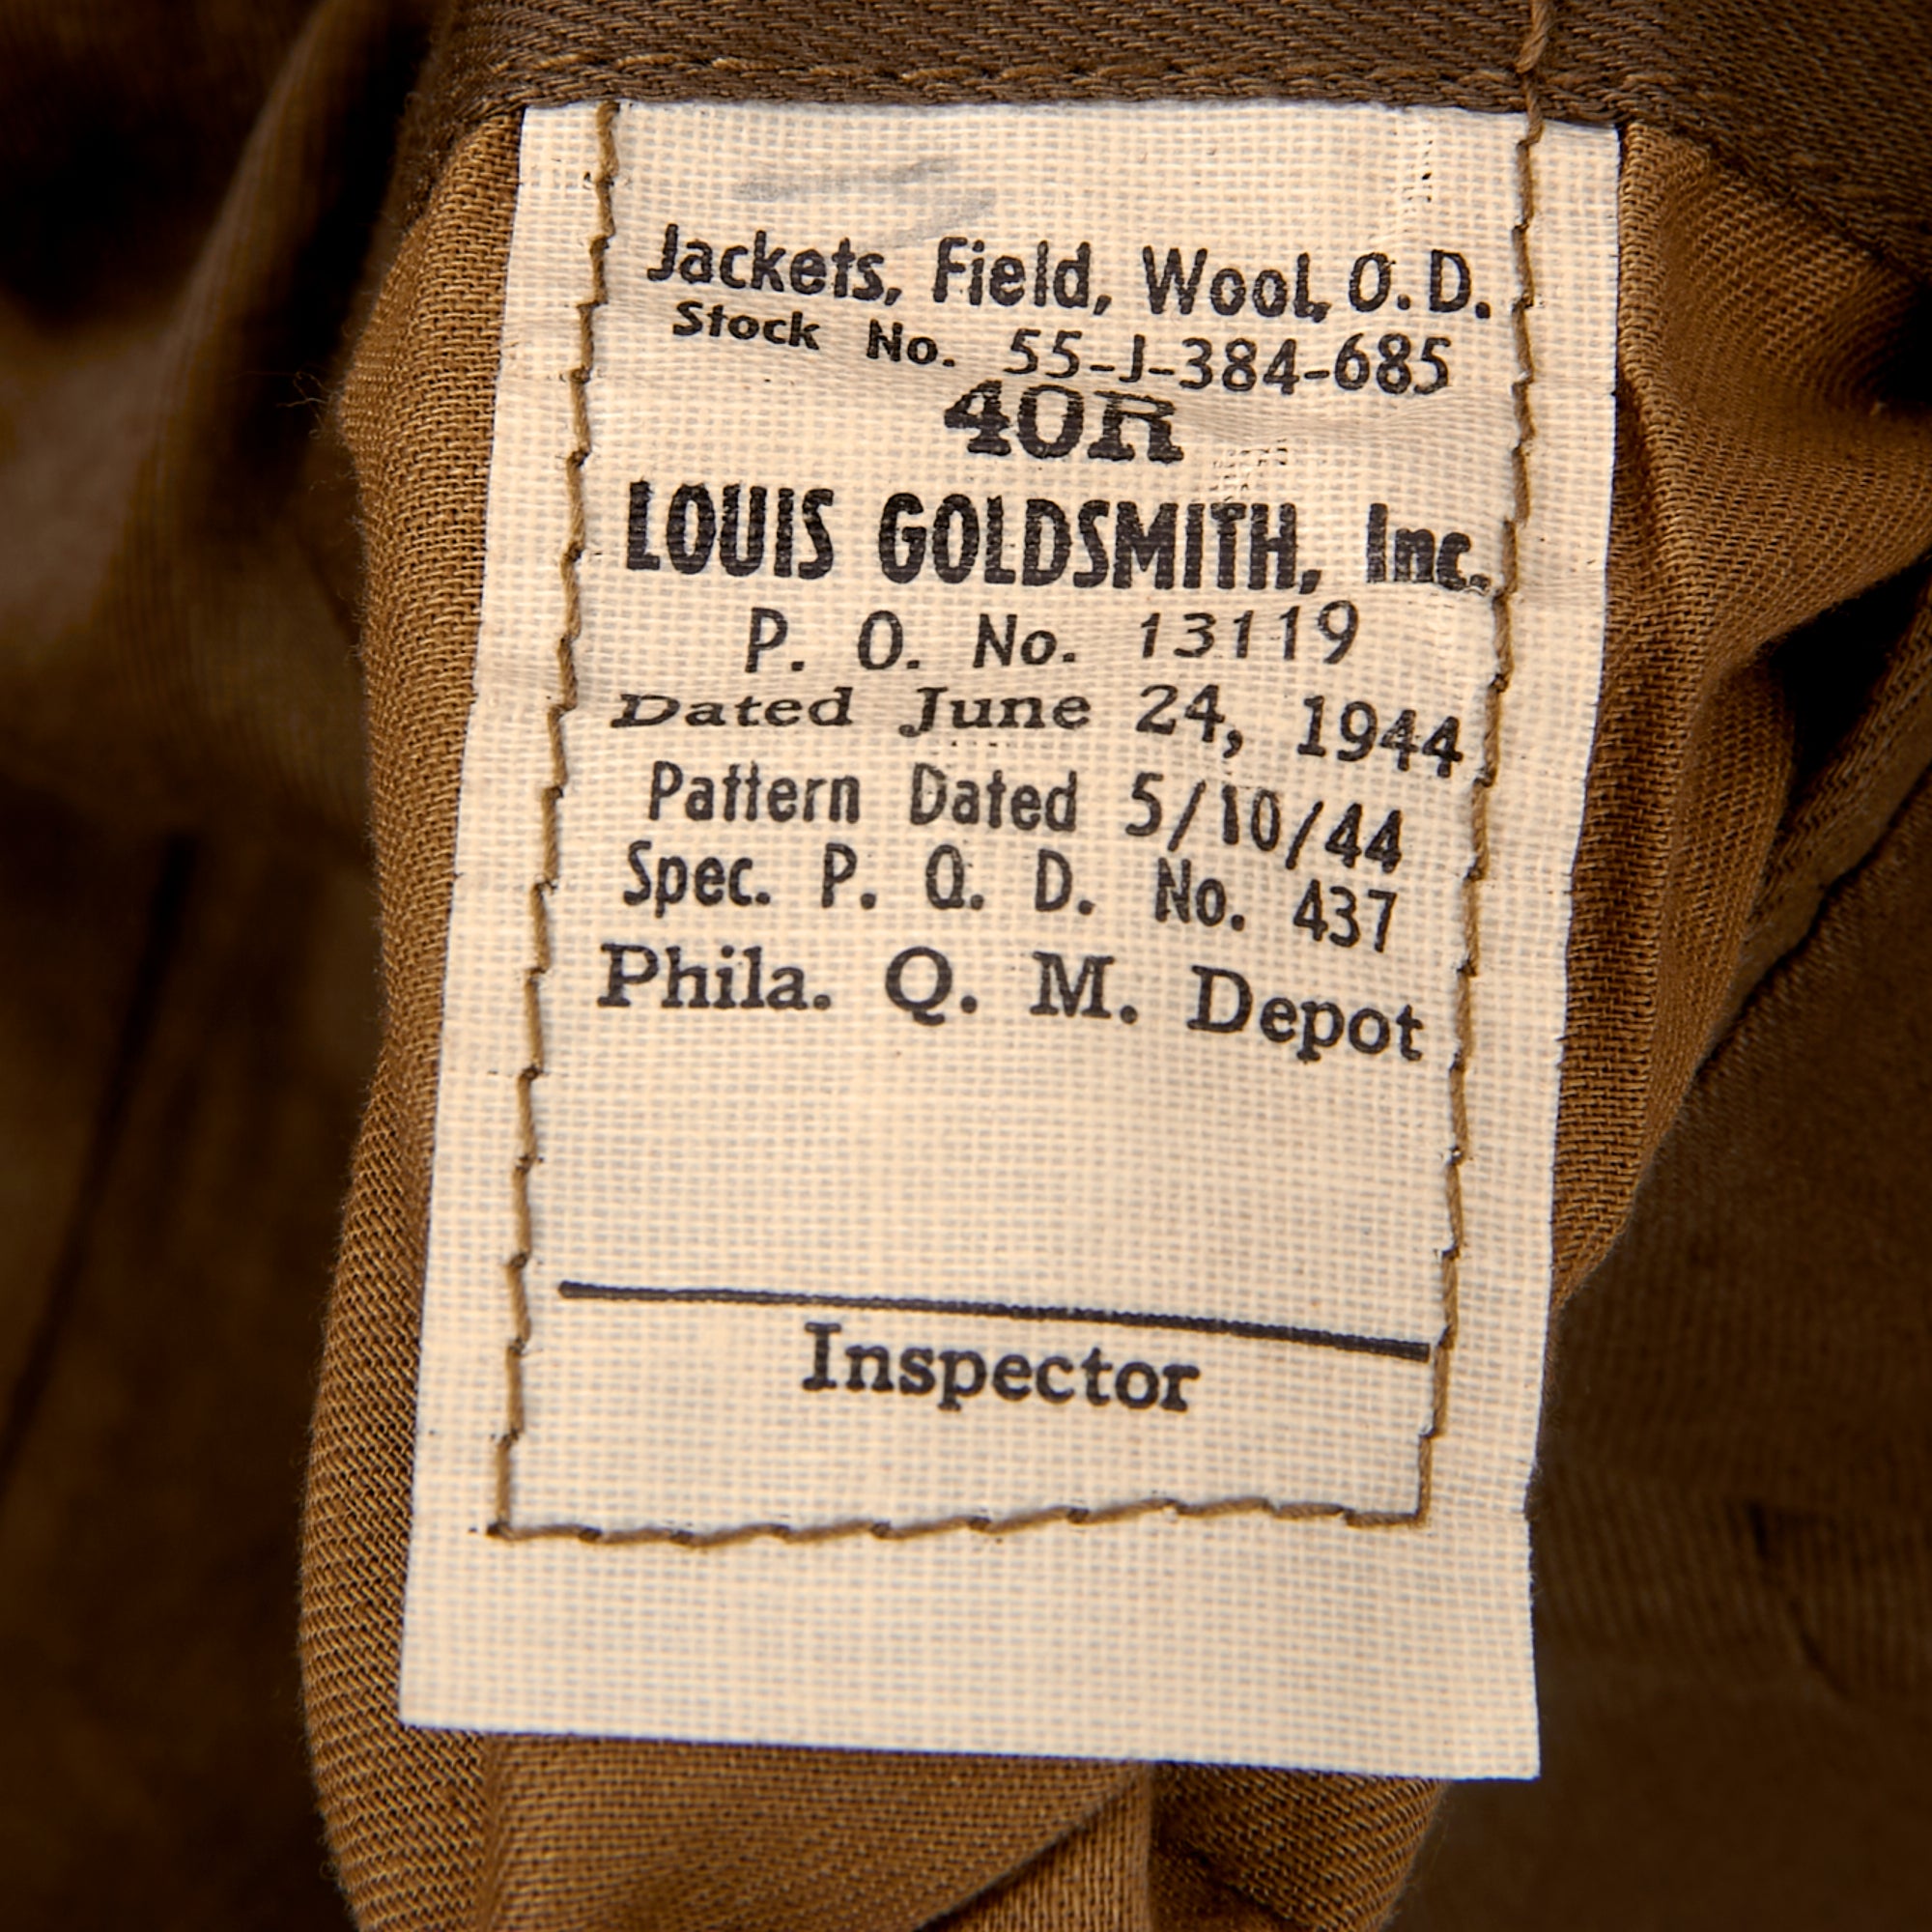 Jackets, Field, Wool, O. D.
Stock No. 55-J-384-685
40R
LOUIS GOLDSMITH, Inc.
P. O. No. 13119
Dated June 24, 1944
Pattern Dated 5/10/44
Spec. P. Q. D. No. 437
Phila. Q. M. Depot
Inspector